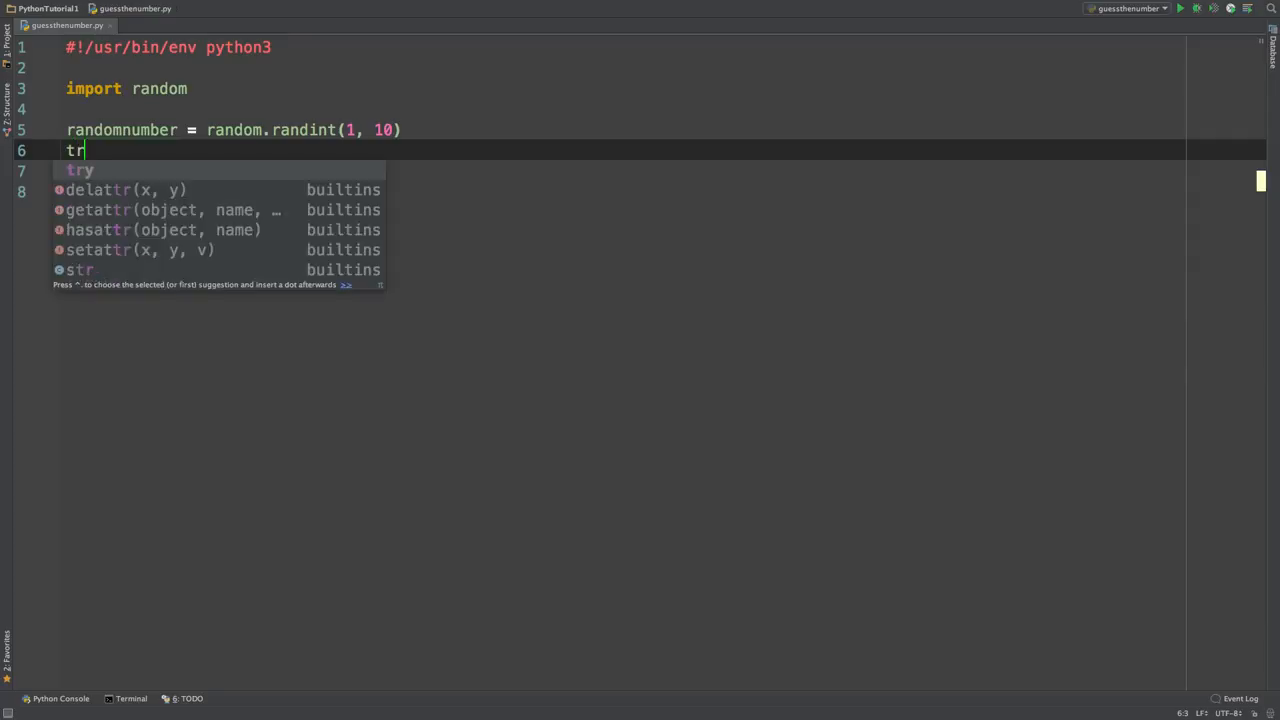 PythonTutorial1 guessthenumber.py guessthenumber
guessthenumber.py
1: Project
Z: Structure
2: Favorites
Database
1 #!/usr/bin/env python3
2
3 import random
4
5 randomnumber = random.randint(1, 10)
6 tr
7 try
8 delattr(x, y) builtins
getattr(object, name, … builtins
hasattr(object, name) builtins
setattr(x, y, v) builtins
str builtins
Press ^. to choose the selected (or first) suggestion and insert a dot afterwards >> π
Python Console Terminal 6: TODO Event Log
6:3 LF÷ UTF-8÷